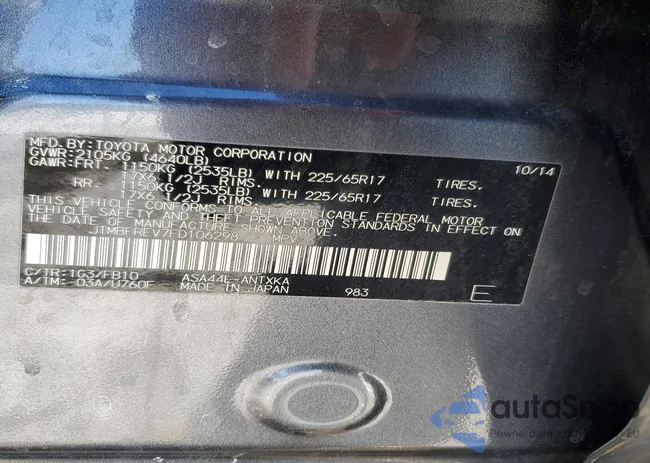 MFD.BY:TOYOTA MOTOR CORPORATION 10/14
GVWR:2105KG (4640LB)
GAWR:FRT. 1150KG (2535LB) WITH 225/65R17 TIRES.
17X6 1/2J RIMS.
RR. 1150KG (2535LB) WITH 225/65R17 TIRES.
17X6 1/2J RIMS.
THIS VEHICLE CONFORMS TO ALL APPLICABLE FEDERAL MOTOR
VEHICLE SAFETY AND THEFT PREVENTION STANDARDS IN EFFECT ON
THE DATE OF MANUFACTURE SHOWN ABOVE.
JTMBFREV7FD106298 MPV
C/TR:1G3/FB10 ASA44L-ANTXKA
A/TM:-03A/U760F MADE IN JAPAN 983 E